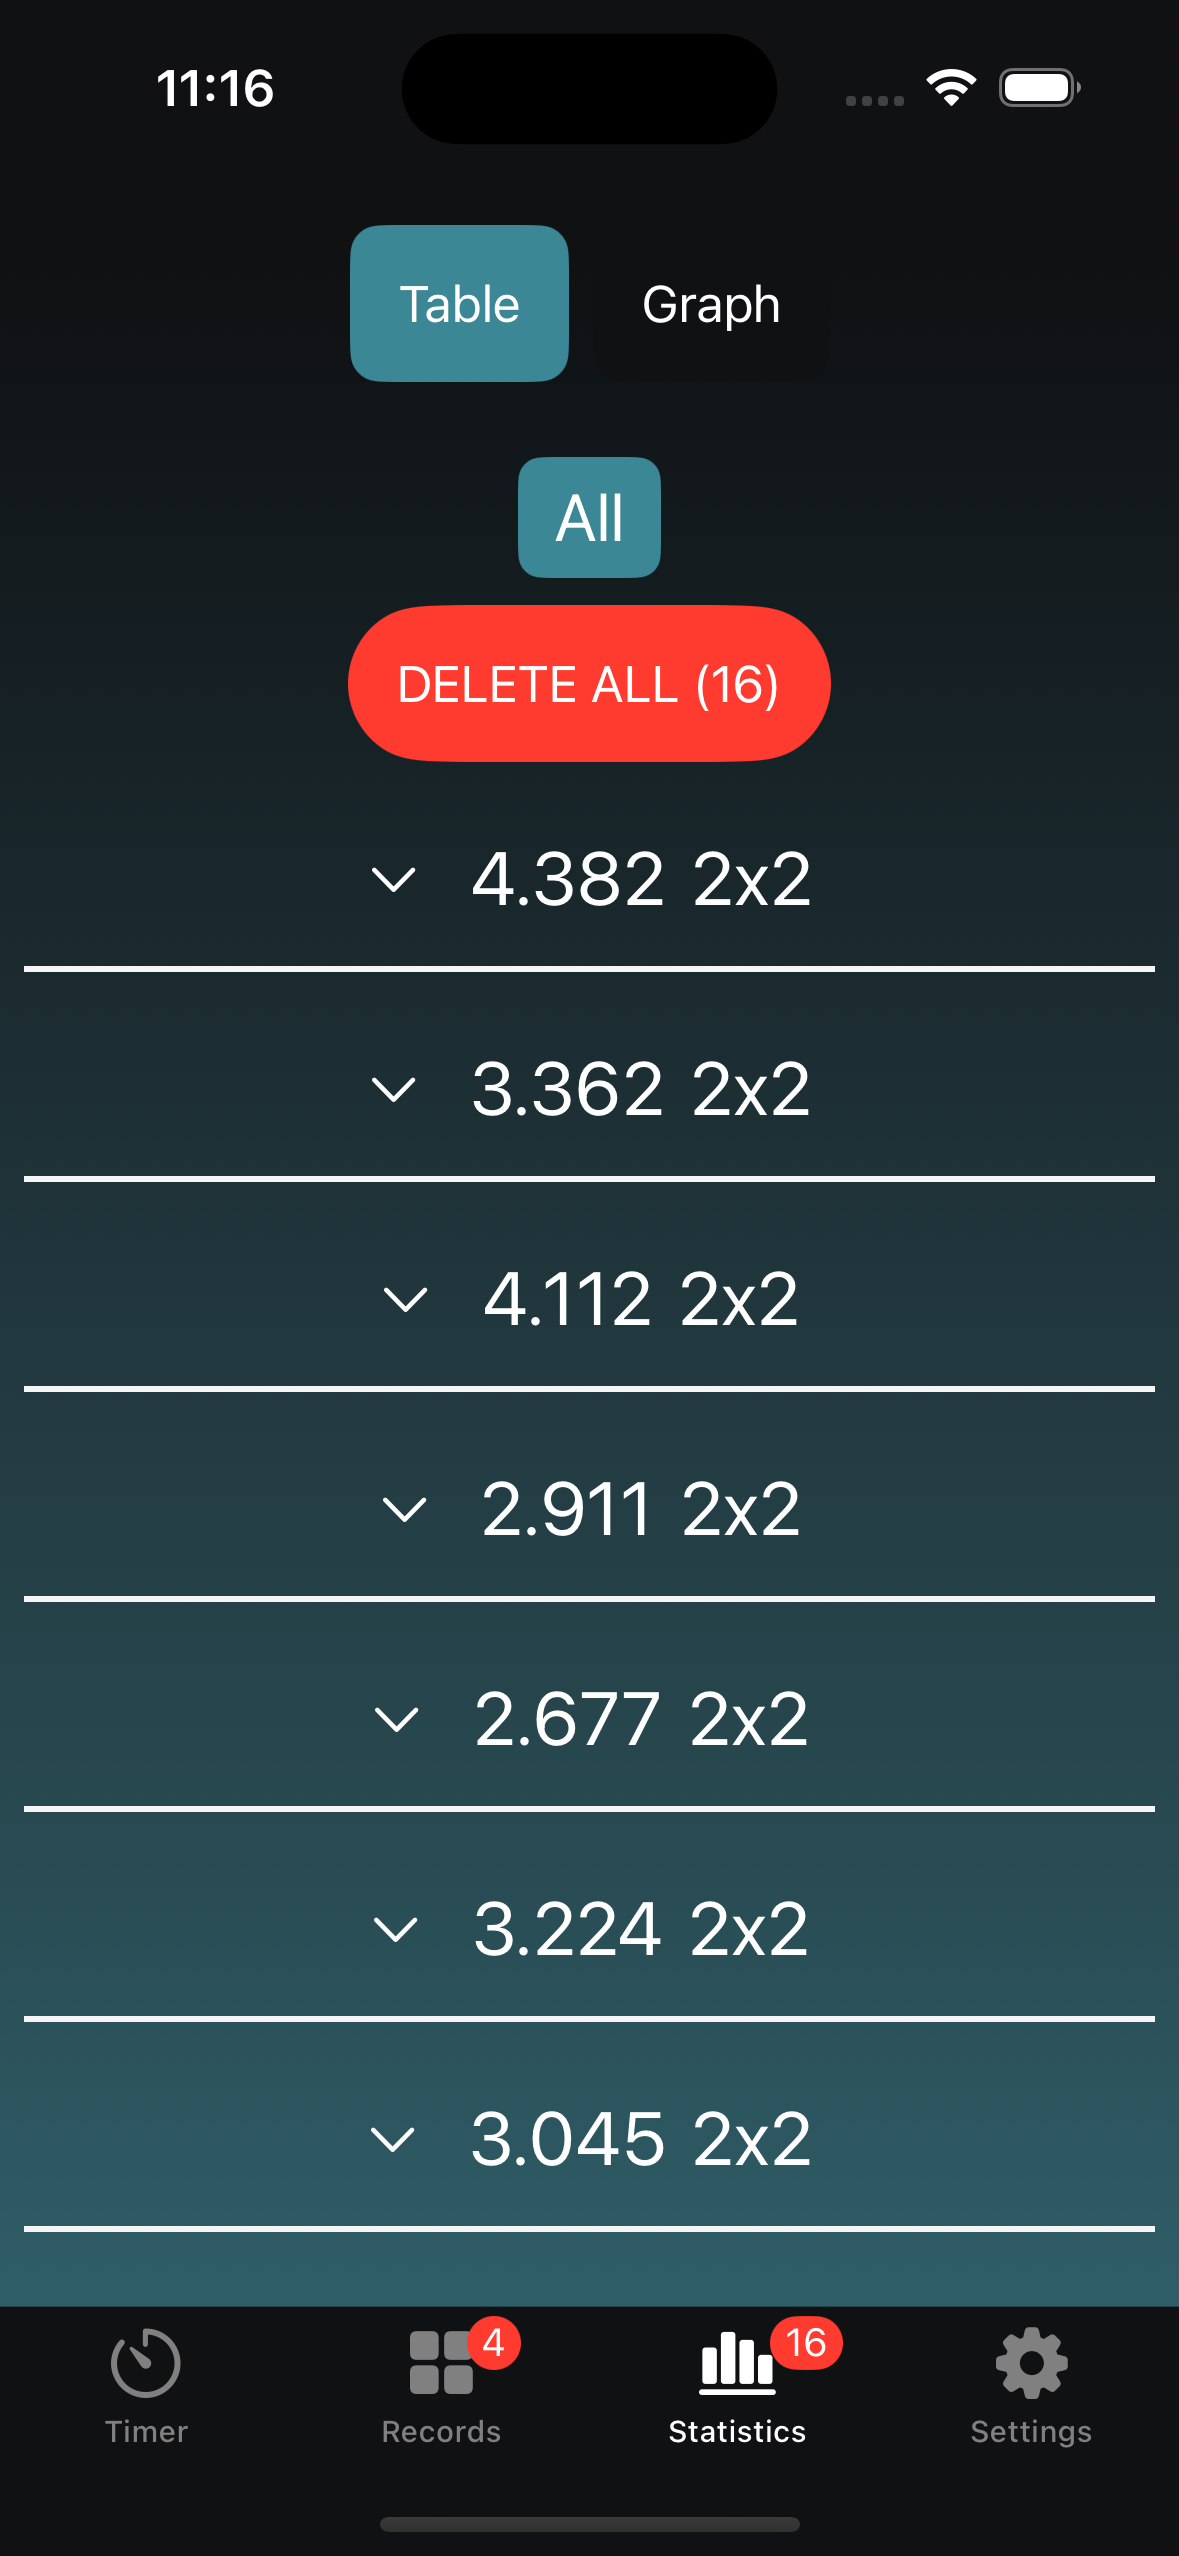 11:16
Table Graph
All
DELETE ALL (16)
4.382 2x2
3.362 2x2
4.112 2x2
2.911 2x2
2.677 2x2
3.224 2x2
3.045 2x2
4 16
Timer Records Statistics Settings